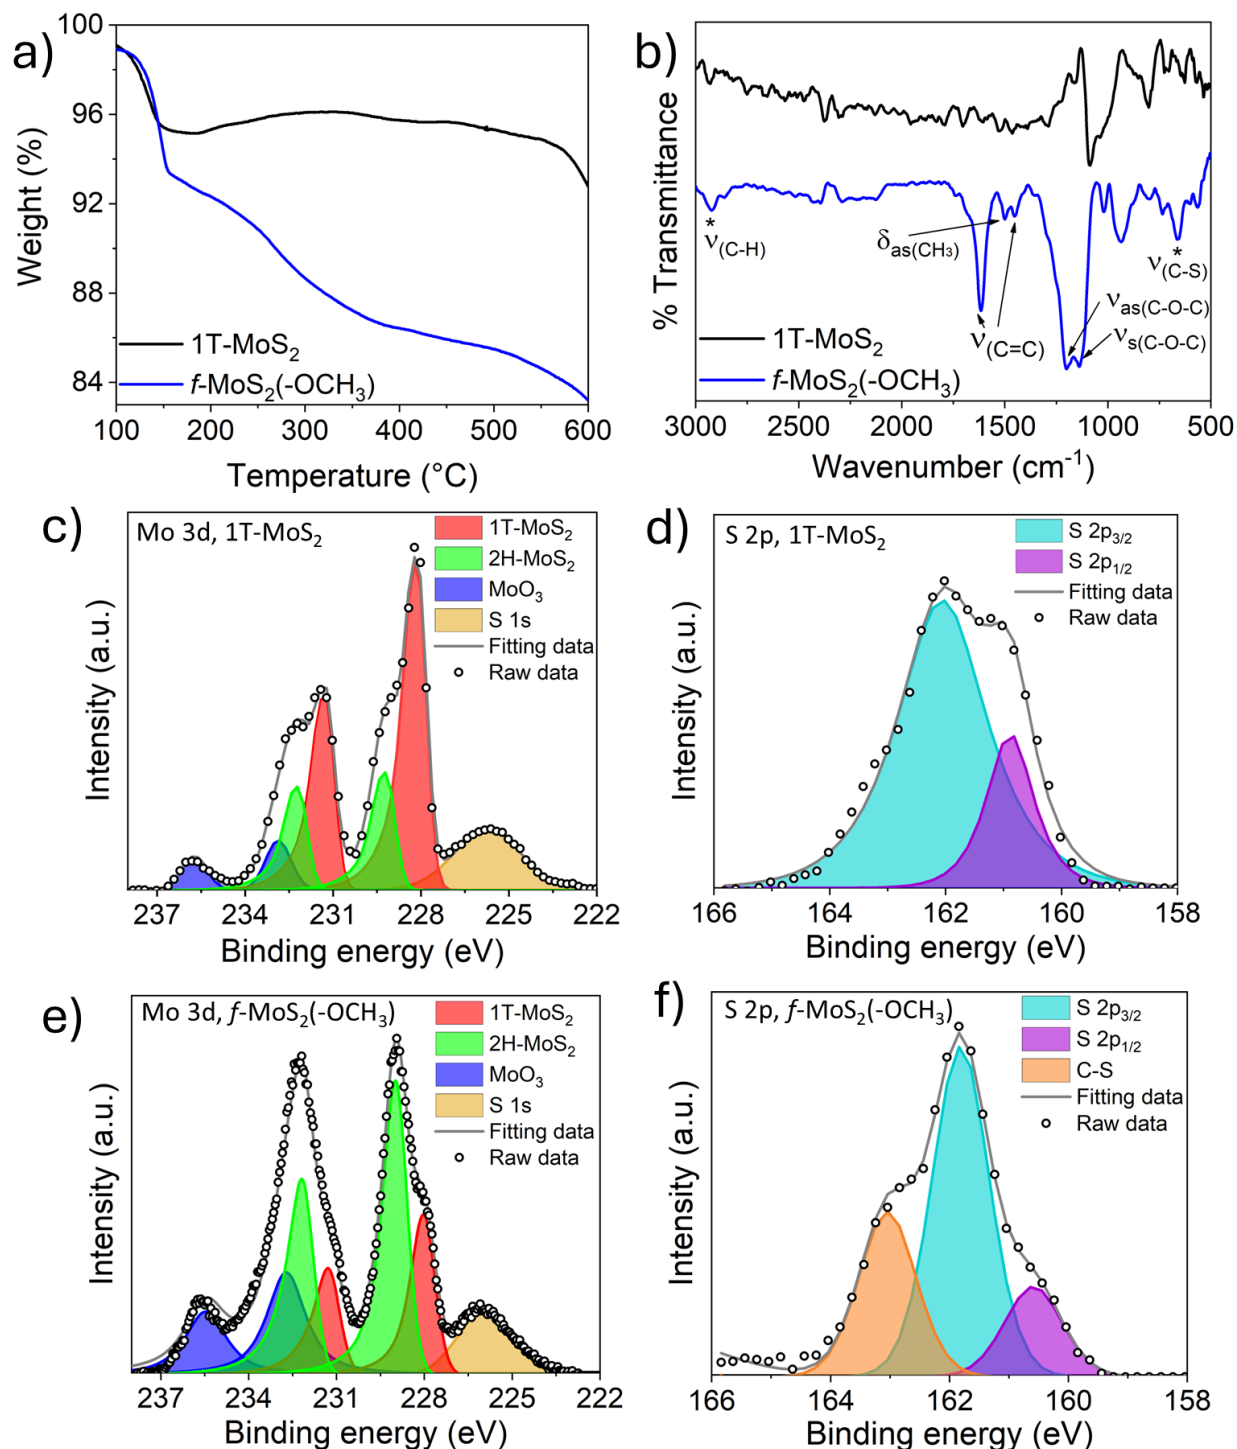 a)
100
96
92
88
84
Weight (%)
1T-MoS₂
f-MoS₂(-OCH₃)
100 200 300 400 500 600
Temperature (°C)
b)
% Transmittance
*
ν(C-H)
δas(CH₃)
ν(C=C)
*
ν(C-S)
νas(C-O-C)
νs(C-O-C)
1T-MoS₂
f-MoS₂(-OCH₃)
3000 2500 2000 1500 1000 500
Wavenumber (cm⁻¹)
c)
Mo 3d, 1T-MoS₂
1T-MoS₂
2H-MoS₂
MoO₃
S 1s
Fitting data
Raw data
Intensity (a.u.)
237 234 231 228 225 222
Binding energy (eV)
d)
S 2p, 1T-MoS₂
S 2p₃/₂
S 2p₁/₂
Fitting data
Raw data
Intensity (a.u.)
166 164 162 160 158
Binding energy (eV)
e)
Mo 3d, f-MoS₂(-OCH₃)
1T-MoS₂
2H-MoS₂
MoO₃
S 1s
Fitting data
Raw data
Intensity (a.u.)
237 234 231 228 225 222
Binding energy (eV)
f)
S 2p, f-MoS₂(-OCH₃)
S 2p₃/₂
S 2p₁/₂
C-S
Fitting data
Raw data
Intensity (a.u.)
166 164 162 160 158
Binding energy (eV)